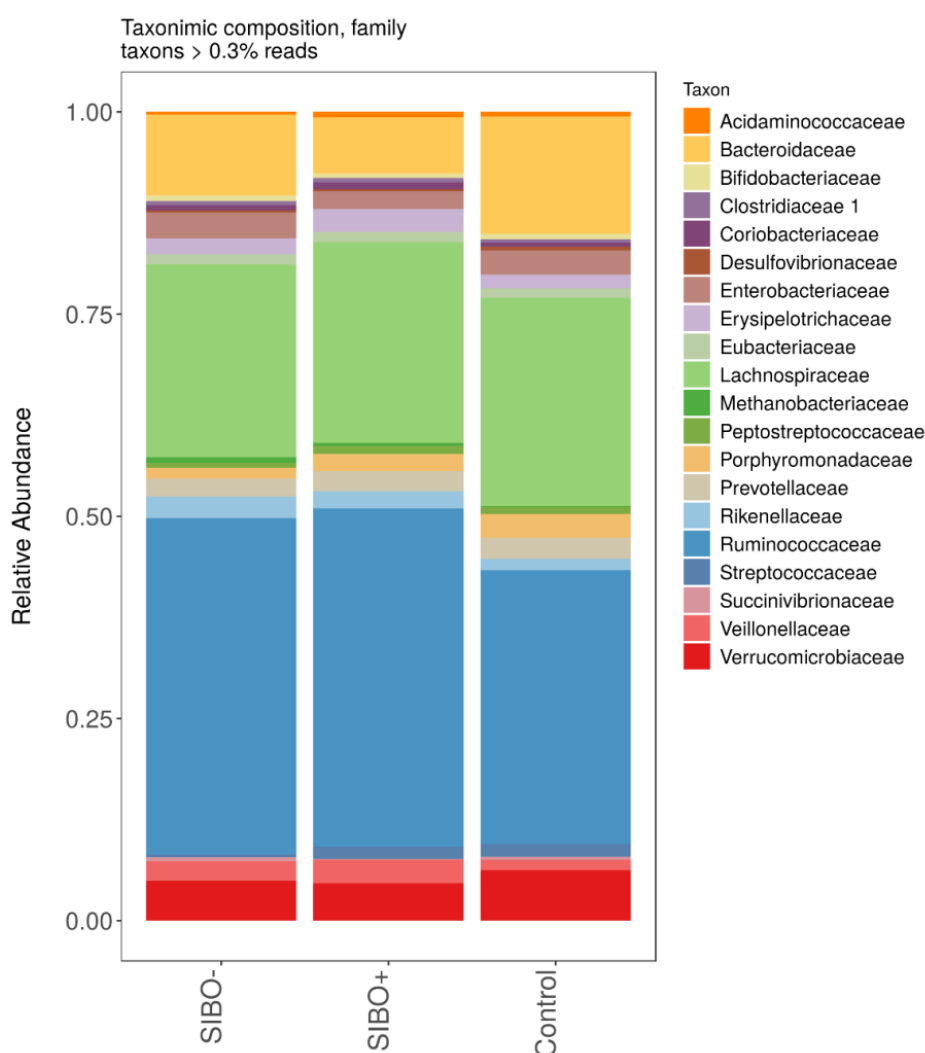 Taxonimic composition, family
taxons > 0.3% reads
Relative Abundance
1.00
0.75
0.50
0.25
0.00
SIBO-
SIBO+
Control
Taxon
Acidaminococcaceae
Bacteroidaceae
Bifidobacteriaceae
Clostridiaceae 1
Coriobacteriaceae
Desulfovibrionaceae
Enterobacteriaceae
Erysipelotrichaceae
Eubacteriaceae
Lachnospiraceae
Methanobacteriaceae
Peptostreptococcaceae
Porphyromonadaceae
Prevotellaceae
Rikenellaceae
Ruminococcaceae
Streptococcaceae
Succinivibrionaceae
Veillonellaceae
Verrucomicrobiaceae